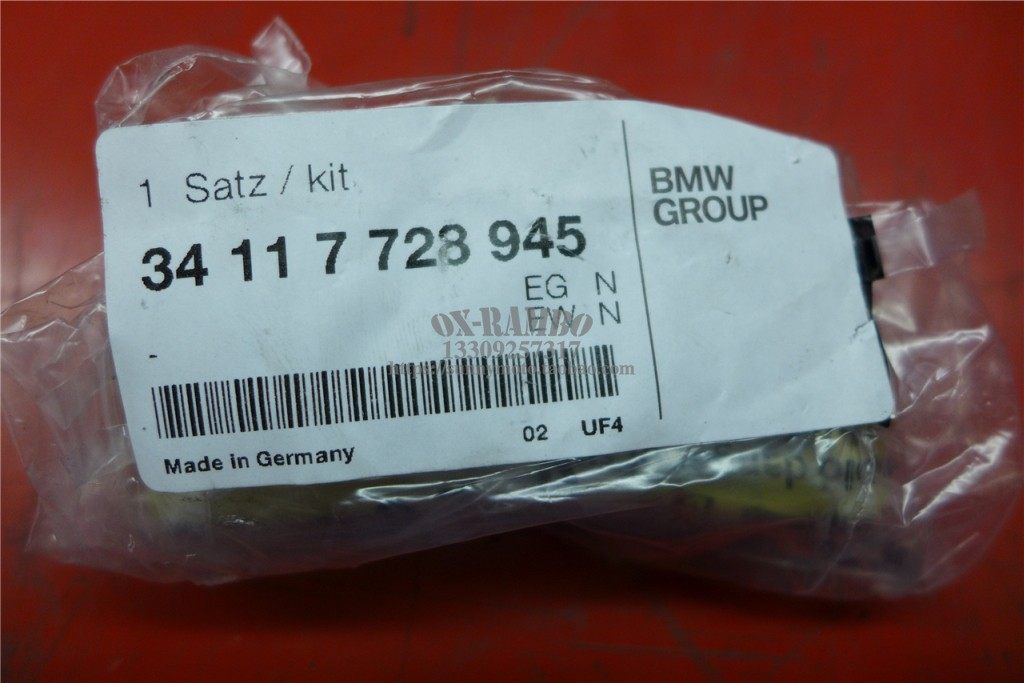 1 Satz / kit
34 11 7 728 945
EG N
EW N
BMW
GROUP
OX-RAMBO
13309257317
02 UF4
Made in Germany